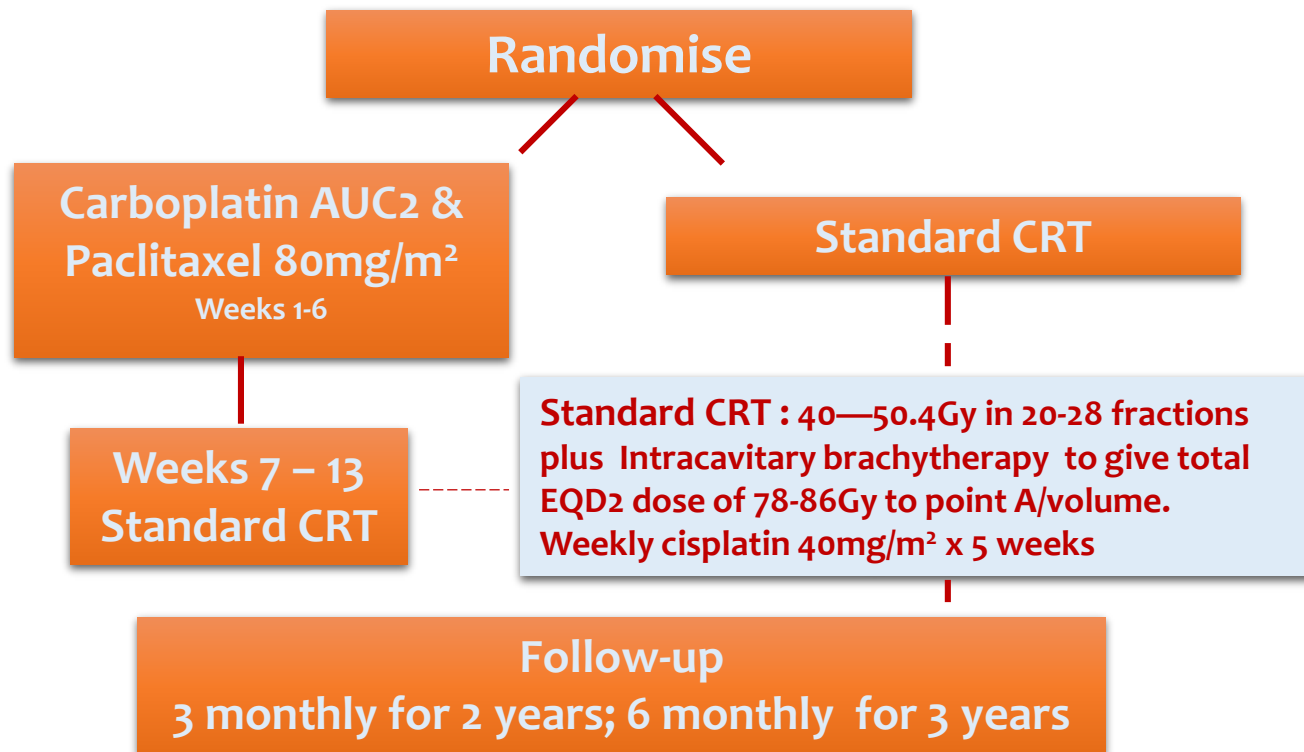 Randomise
Carboplatin AUC2 &
Paclitaxel 80mg/m²
Weeks 1-6
Standard CRT
Weeks 7 – 13
Standard CRT
Standard CRT : 40—50.4Gy in 20-28 fractions
plus Intracavitary brachytherapy to give total
EQD2 dose of 78-86Gy to point A/volume.
Weekly cisplatin 40mg/m² x 5 weeks
Follow-up
3 monthly for 2 years; 6 monthly for 3 years